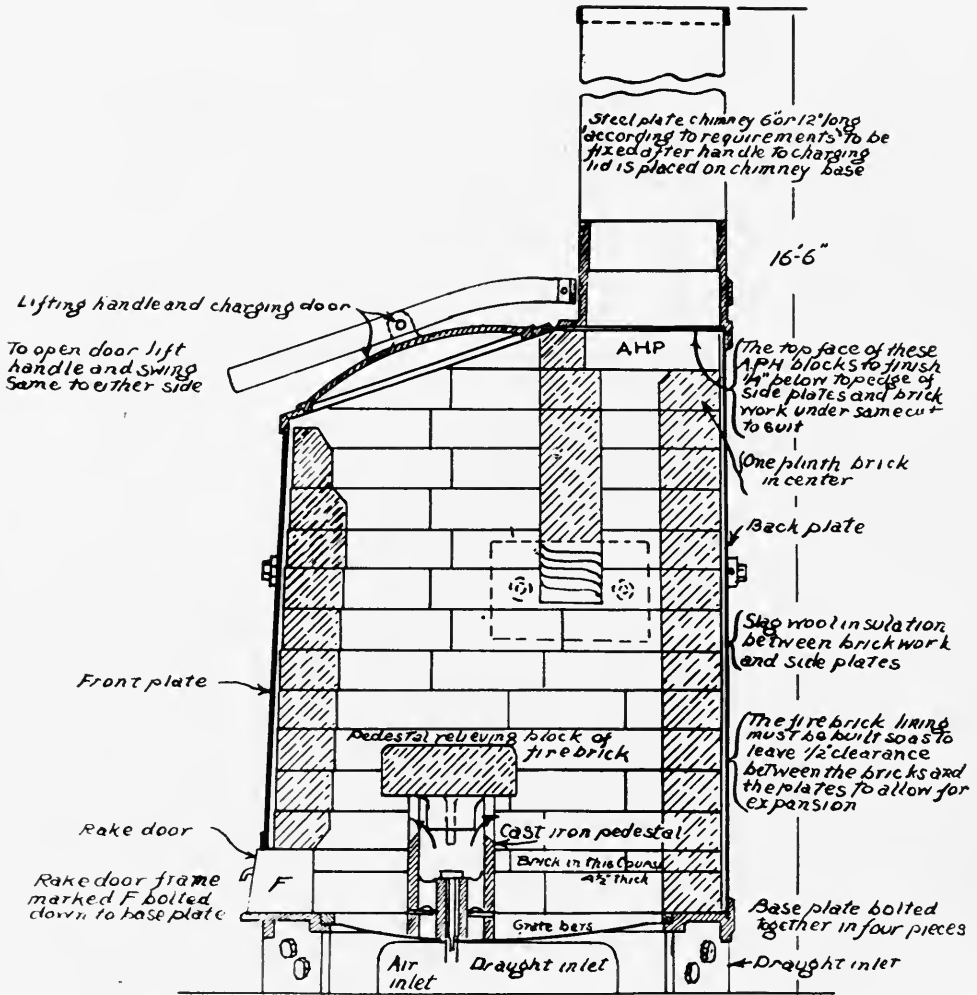 Steel plate chimney 6" or 12" long
"according to requirements" to be
fixed after handle to charging
lid is placed on chimney base
16'-6"
Lifting handle and charging door
To open door lift
handle and swing
Same to either side
AHP
The top face of these
APH blocks to finish
1/4" below top edge of
side plates and brick
work under same cut
to suit
One plinth brick
in center
Back plate
Slag wool insulation
between brickwork
and side plates
Front plate
The fire brick lining
must be built so as to
leave 1/2" clearance
between the bricks and
the plates to allow for
expansion
Pedestal relieving block of
fire brick
Rake door
Cast iron pedestal
Brick in this Course
4 1/2" thick
Rake door frame
marked F bolted
down to base plate
F
Grate bars
Base plate bolted
together in four pieces
Air
inlet
Draught inlet
Draught inlet